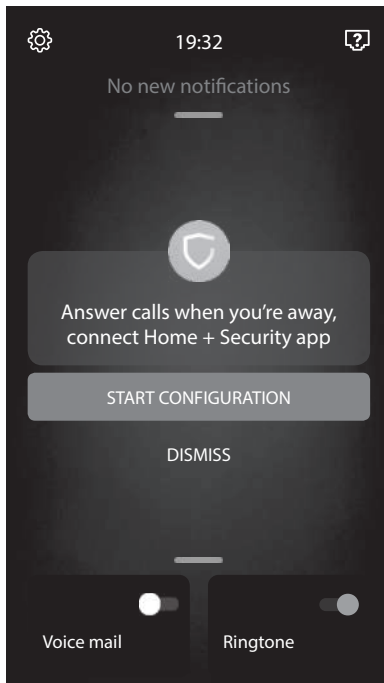 19:32
No new notifications
Answer calls when you're away,
connect Home + Security app
START CONFIGURATION
DISMISS
Voice mail
Ringtone